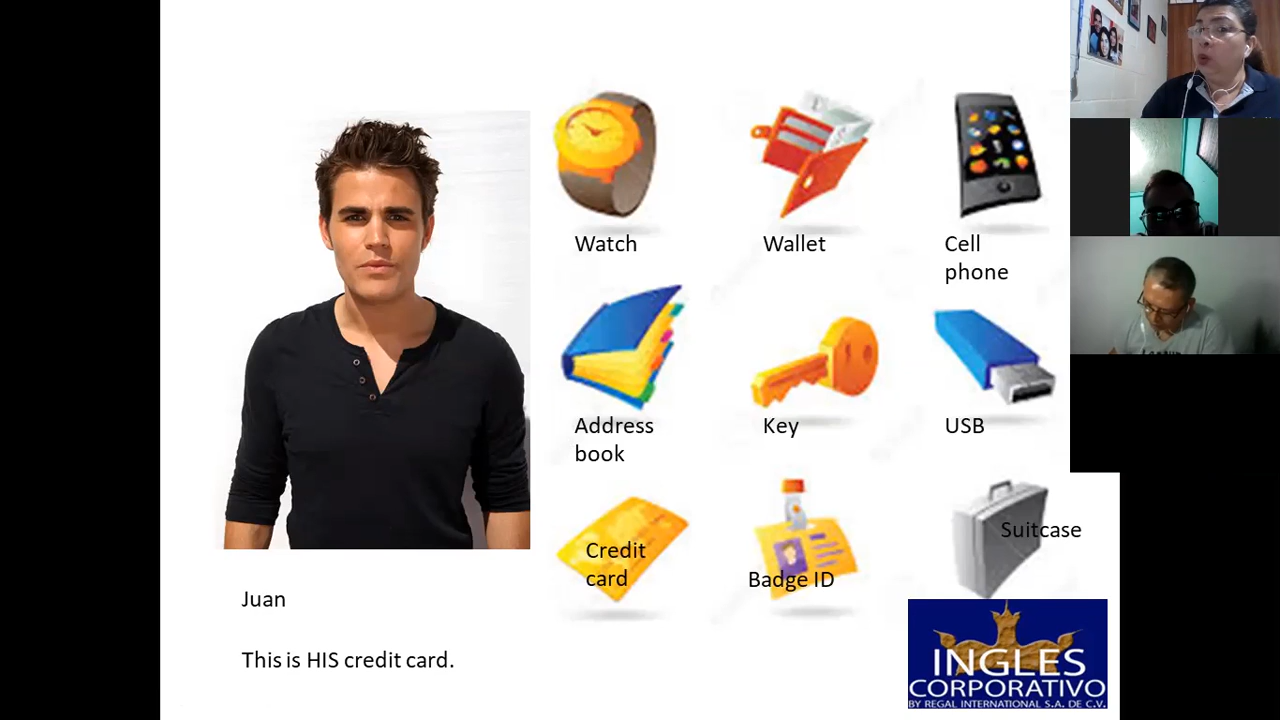 Watch
Wallet
Cell
phone
Address
book
Key
USB
Credit
card
Badge ID
Suitcase
Juan
This is HIS credit card.
INGLES
CORPORATIVO
BY REGAL INTERNATIONAL S.A. DE C.V.